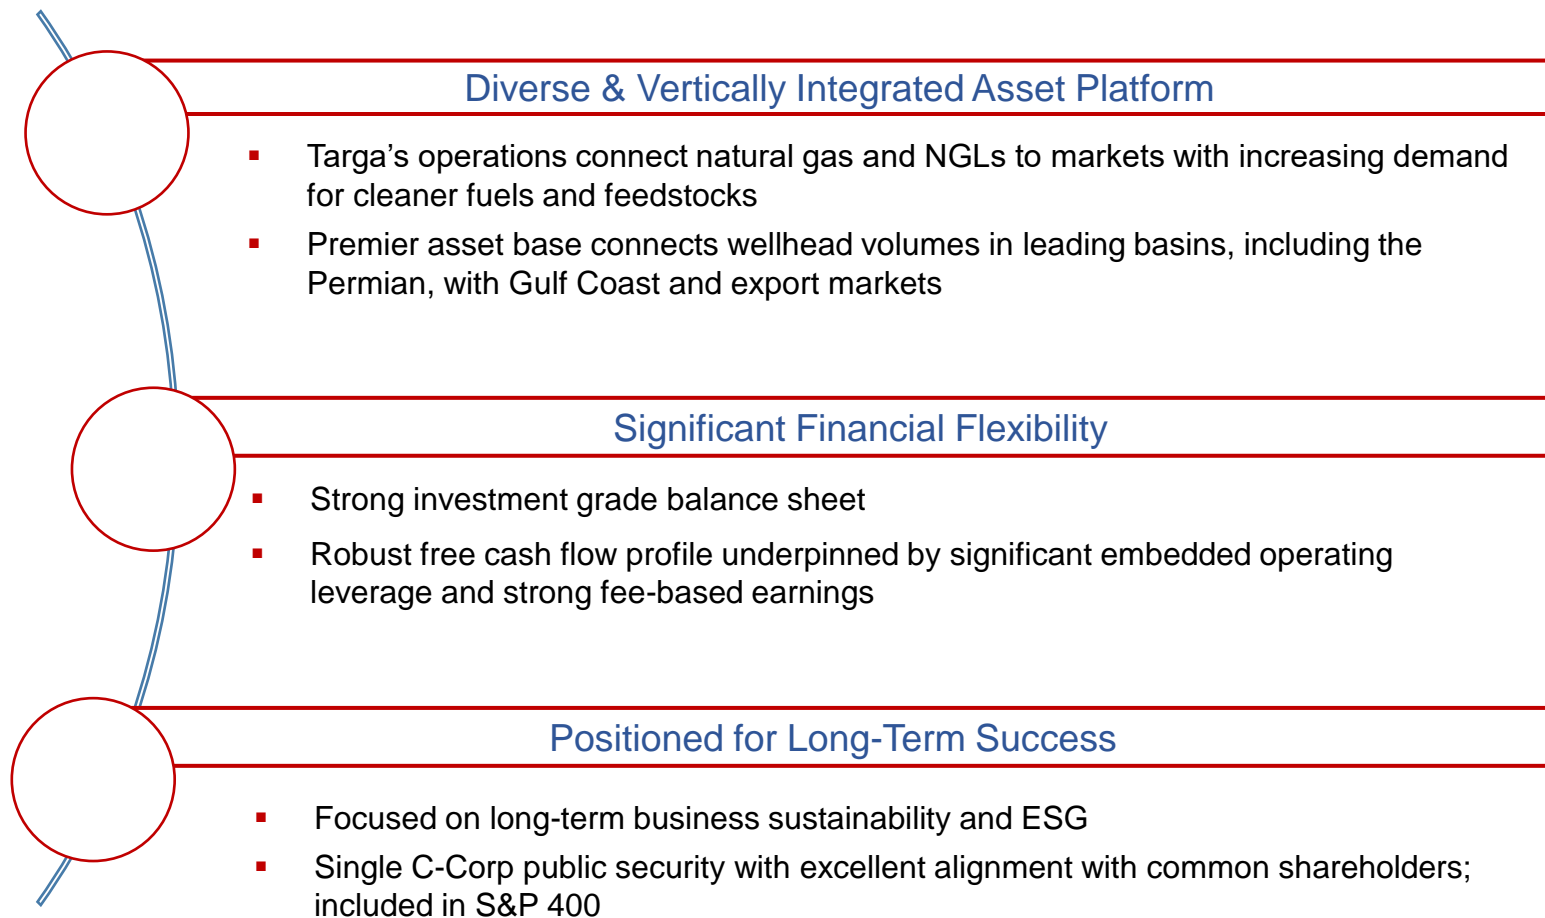 Diverse & Vertically Integrated Asset Platform
▪ Targa’s operations connect natural gas and NGLs to markets with increasing demand
for cleaner fuels and feedstocks
▪ Premier asset base connects wellhead volumes in leading basins, including the
Permian, with Gulf Coast and export markets
Significant Financial Flexibility
▪ Strong investment grade balance sheet
▪ Robust free cash flow profile underpinned by significant embedded operating
leverage and strong fee-based earnings
Positioned for Long-Term Success
▪ Focused on long-term business sustainability and ESG
▪ Single C-Corp public security with excellent alignment with common shareholders;
included in S&P 400